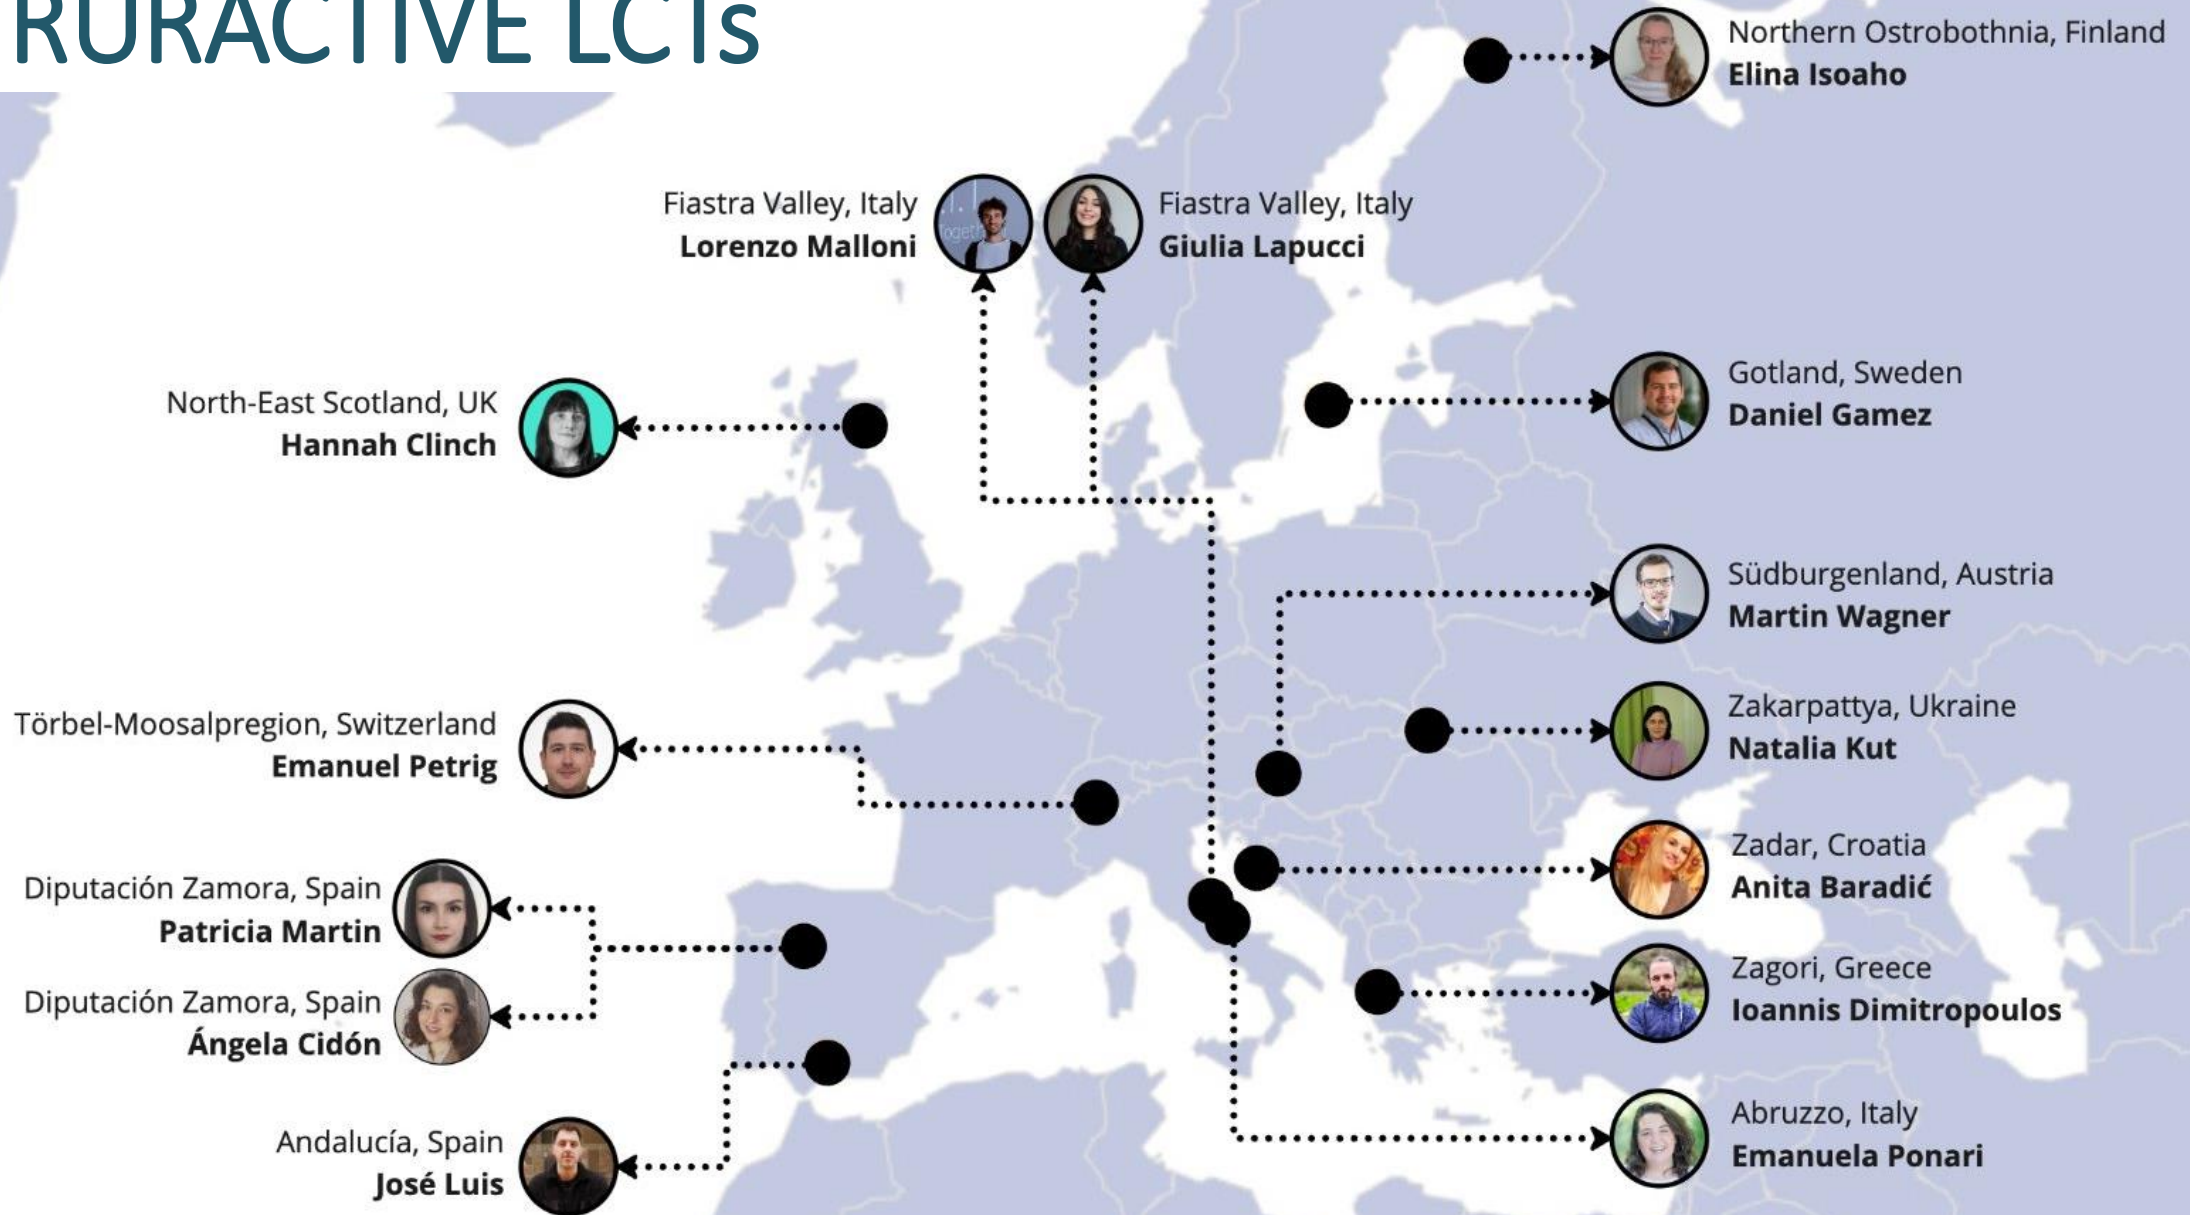 RURACTIVE LCTs
Northern Ostrobothnia, Finland
Elina Isoaho
Fiastra Valley, Italy
Lorenzo Malloni
Fiastra Valley, Italy
Giulia Lapucci
North-East Scotland, UK
Hannah Clinch
Gotland, Sweden
Daniel Gamez
Südburgenland, Austria
Martin Wagner
Törbel-Moosalpregion, Switzerland
Emanuel Petrig
Zakarpattya, Ukraine
Natalia Kut
Zadar, Croatia
Anita Baradić
Diputación Zamora, Spain
Patricia Martin
Zagori, Greece
Ioannis Dimitropoulos
Diputación Zamora, Spain
Ángela Cidón
Andalucía, Spain
José Luis
Abruzzo, Italy
Emanuela Ponari